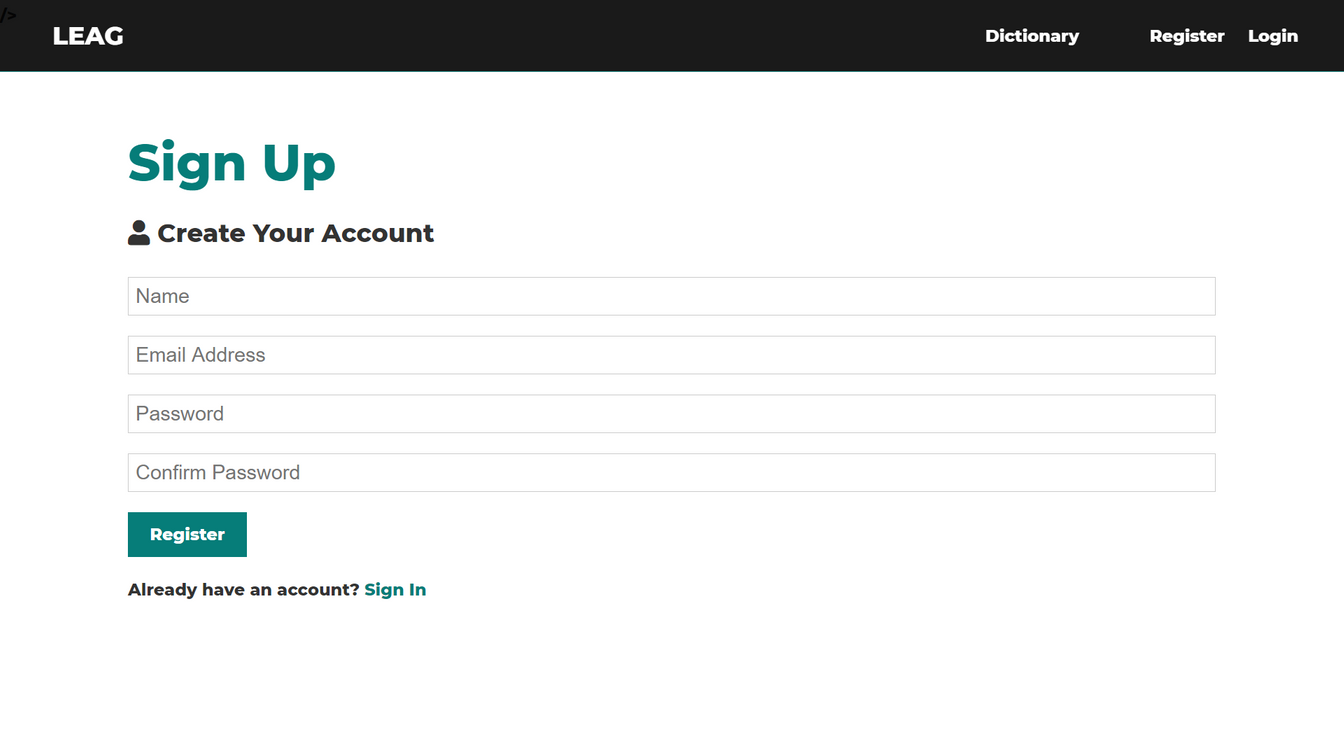 />
LEAG Dictionary Register Login
Sign Up
Create Your Account
Name
Email Address
Password
Confirm Password
Register
Already have an account? Sign In